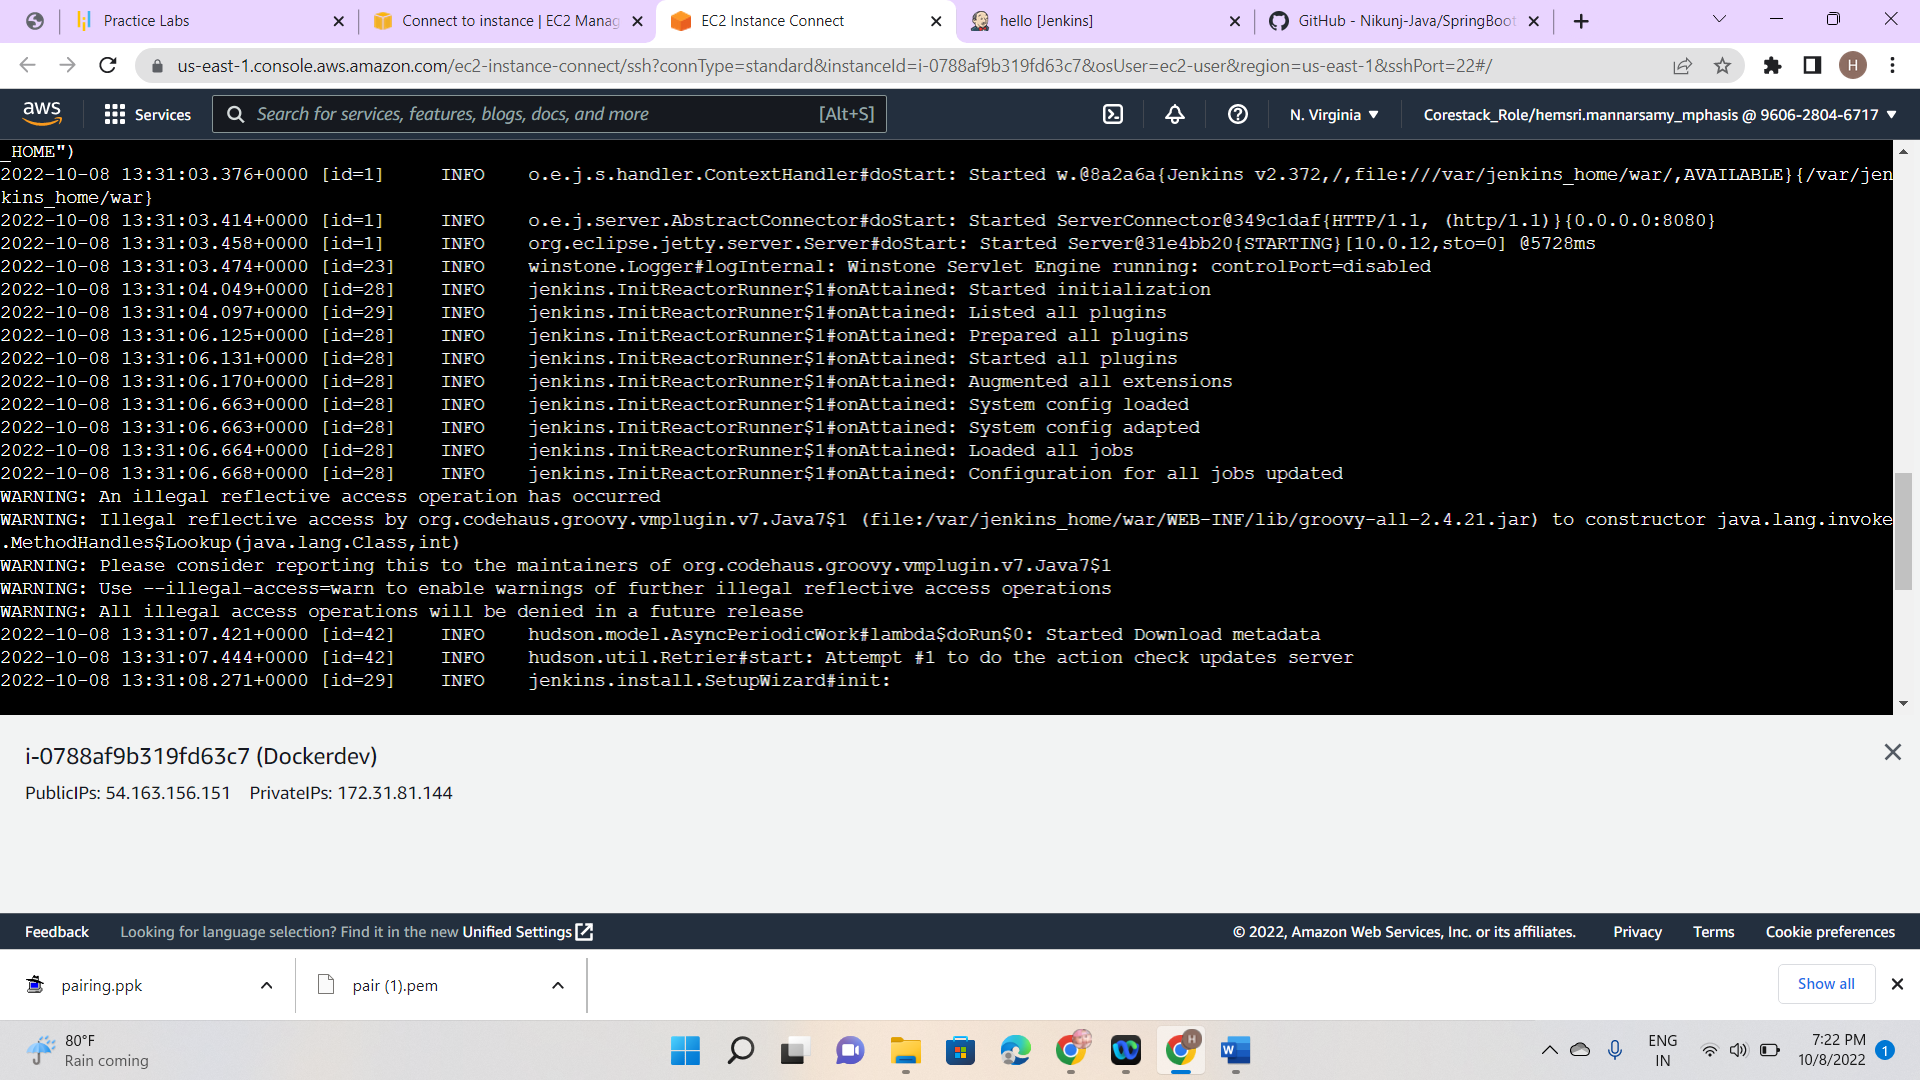 Practice Labs
Connect to instance | EC2 Manag
EC2 Instance Connect
hello [Jenkins]
GitHub - Nikunj-Java/SpringBoot
us-east-1.console.aws.amazon.com/ec2-instance-connect/ssh?connType=standard&instanceId=i-0788af9b319fd63c7&osUser=ec2-user&region=us-east-1&sshPort=22#/
H
aws
Services
Search for services, features, blogs, docs, and more
[Alt+S]
N. Virginia
Corestack_Role/hemsri.mannarsamy_mphasis @ 9606-2804-6717
_HOME")
2022-10-08 13:31:03.376+0000 [id=1] INFO o.e.j.s.handler.ContextHandler#doStart: Started w.@8a2a6a{Jenkins v2.372,/,file:///var/jenkins_home/war/,AVAILABLE}{/var/jen
kins_home/war}
2022-10-08 13:31:03.414+0000 [id=1] INFO o.e.j.server.AbstractConnector#doStart: Started ServerConnector@349c1daf{HTTP/1.1, (http/1.1)}{0.0.0.0:8080}
2022-10-08 13:31:03.458+0000 [id=1] INFO org.eclipse.jetty.server.Server#doStart: Started Server@31e4bb20{STARTING}[10.0.12,sto=0] @5728ms
2022-10-08 13:31:03.474+0000 [id=23] INFO winstone.Logger#logInternal: Winstone Servlet Engine running: controlPort=disabled
2022-10-08 13:31:04.049+0000 [id=28] INFO jenkins.InitReactorRunner$1#onAttained: Started initialization
2022-10-08 13:31:04.097+0000 [id=29] INFO jenkins.InitReactorRunner$1#onAttained: Listed all plugins
2022-10-08 13:31:06.125+0000 [id=28] INFO jenkins.InitReactorRunner$1#onAttained: Prepared all plugins
2022-10-08 13:31:06.131+0000 [id=28] INFO jenkins.InitReactorRunner$1#onAttained: Started all plugins
2022-10-08 13:31:06.170+0000 [id=28] INFO jenkins.InitReactorRunner$1#onAttained: Augmented all extensions
2022-10-08 13:31:06.663+0000 [id=28] INFO jenkins.InitReactorRunner$1#onAttained: System config loaded
2022-10-08 13:31:06.663+0000 [id=28] INFO jenkins.InitReactorRunner$1#onAttained: System config adapted
2022-10-08 13:31:06.664+0000 [id=28] INFO jenkins.InitReactorRunner$1#onAttained: Loaded all jobs
2022-10-08 13:31:06.668+0000 [id=28] INFO jenkins.InitReactorRunner$1#onAttained: Configuration for all jobs updated
WARNING: An illegal reflective access operation has occurred
WARNING: Illegal reflective access by org.codehaus.groovy.vmplugin.v7.Java7$1 (file:/var/jenkins_home/war/WEB-INF/lib/groovy-all-2.4.21.jar) to constructor java.lang.invoke
.MethodHandles$Lookup(java.lang.Class,int)
WARNING: Please consider reporting this to the maintainers of org.codehaus.groovy.vmplugin.v7.Java7$1
WARNING: Use --illegal-access=warn to enable warnings of further illegal reflective access operations
WARNING: All illegal access operations will be denied in a future release
2022-10-08 13:31:07.421+0000 [id=42] INFO hudson.model.AsyncPeriodicWork#lambda$doRun$0: Started Download metadata
2022-10-08 13:31:07.444+0000 [id=42] INFO hudson.util.Retrier#start: Attempt #1 to do the action check updates server
2022-10-08 13:31:08.271+0000 [id=29] INFO jenkins.install.SetupWizard#init:
i-0788af9b319fd63c7 (Dockerdev)
PublicIPs: 54.163.156.151 PrivateIPs: 172.31.81.144
Feedback
Looking for language selection? Find it in the new Unified Settings
© 2022, Amazon Web Services, Inc. or its affiliates.
Privacy
Terms
Cookie preferences
pairing.ppk
pair (1).pem
Show all
80°F
Rain coming
H
W
ENG
IN
7:22 PM
10/8/2022
1